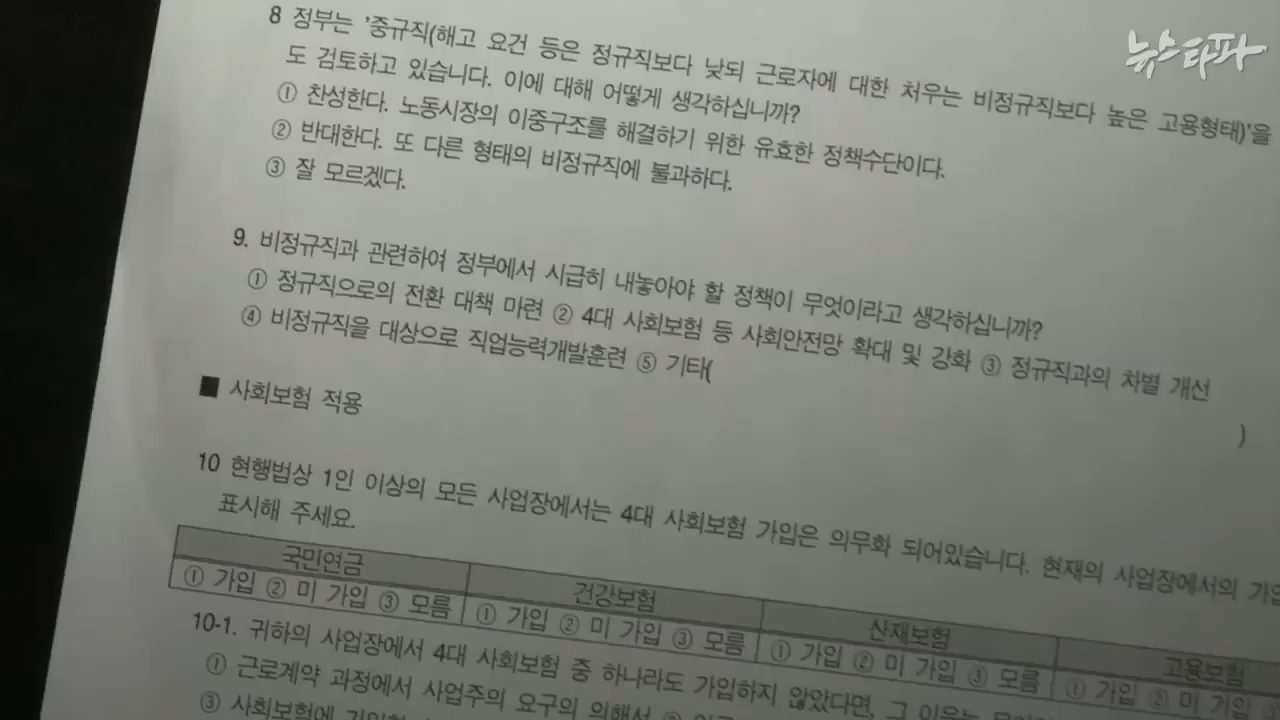 뉴스타파
8 정부는 '중규직(해고 요건 등은 정규직보다 낮되 근로자에 대한 처우는 비정규직보다 높은 고용형태)'을
도 검토하고 있습니다. 이에 대해 어떻게 생각하십니까?
① 찬성한다. 노동시장의 이중구조를 해결하기 위한 유효한 정책수단이다.
② 반대한다. 또 다른 형태의 비정규직에 불과하다.
③ 잘 모르겠다.
9. 비정규직과 관련하여 정부에서 시급히 내놓아야 할 정책이 무엇이라고 생각하십니까?
① 정규직으로의 전환 대책 마련 ② 4대 사회보험 등 사회안전망 확대 및 강화 ③ 정규직과의 차별 개선
④ 비정규직을 대상으로 직업능력개발훈련 ⑤ 기타( )
■ 사회보험 적용
10 현행법상 1인 이상의 모든 사업장에서는 4대 사회보험 가입은 의무화 되어있습니다. 현재의 사업장에서의
표시해 주세요.
국민연금 건강보험 산재보험 고용보험
① 가입 ② 미 가입 ③ 모름 ① 가입 ② 미 가입 ③ 모름 ① 가입 ② 미 가입 ③ 모름 ① 가입 ② 미 가입
10-1. 귀하의 사업장에서 4대 사회보험 중 하나라도 가입하지 않았다면, 그 이유는
① 근로계약 과정에서 사업주의 요구의 의해서 ②
③ 사회보험에